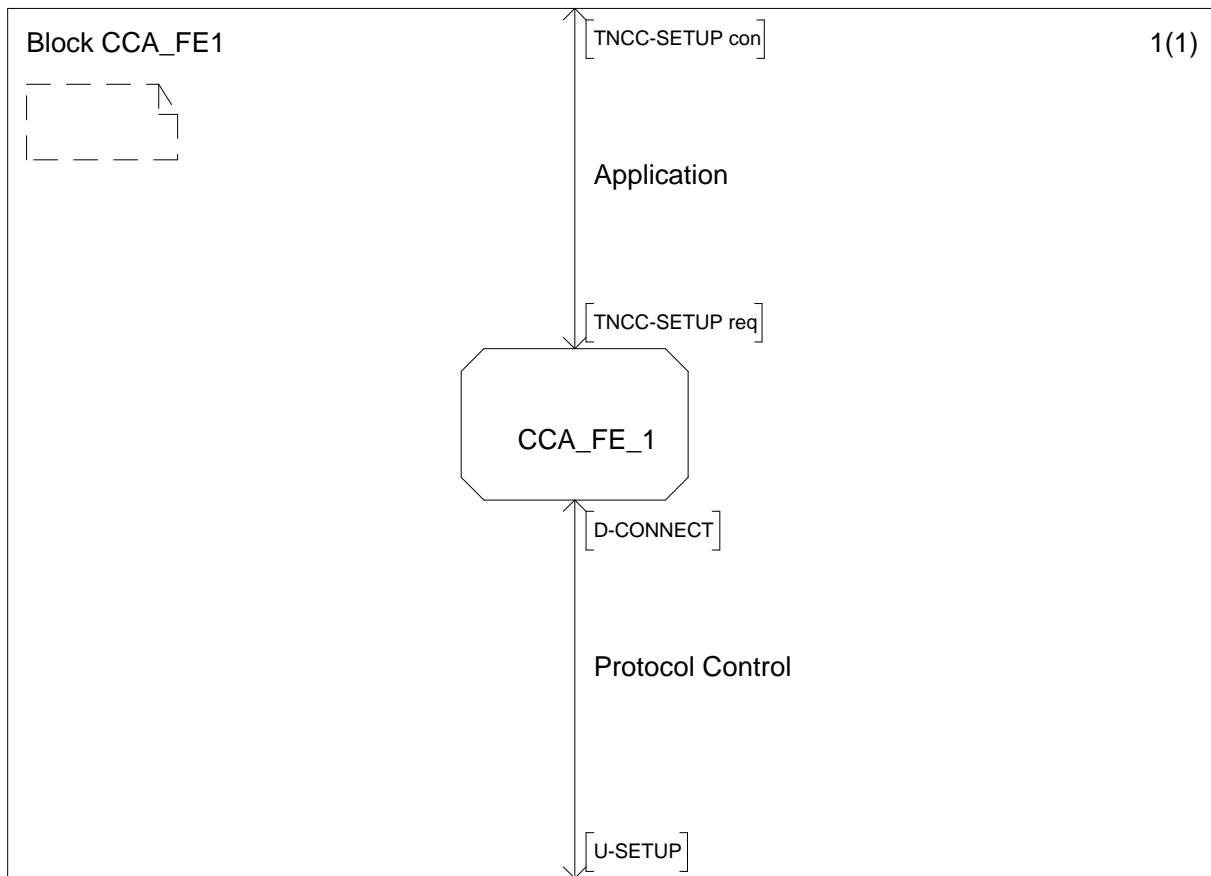 Block CCA_FE1
1(1)
[TNCC-SETUP con]
Application
[TNCC-SETUP req]
CCA_FE_1
[D-CONNECT]
Protocol Control
[U-SETUP]